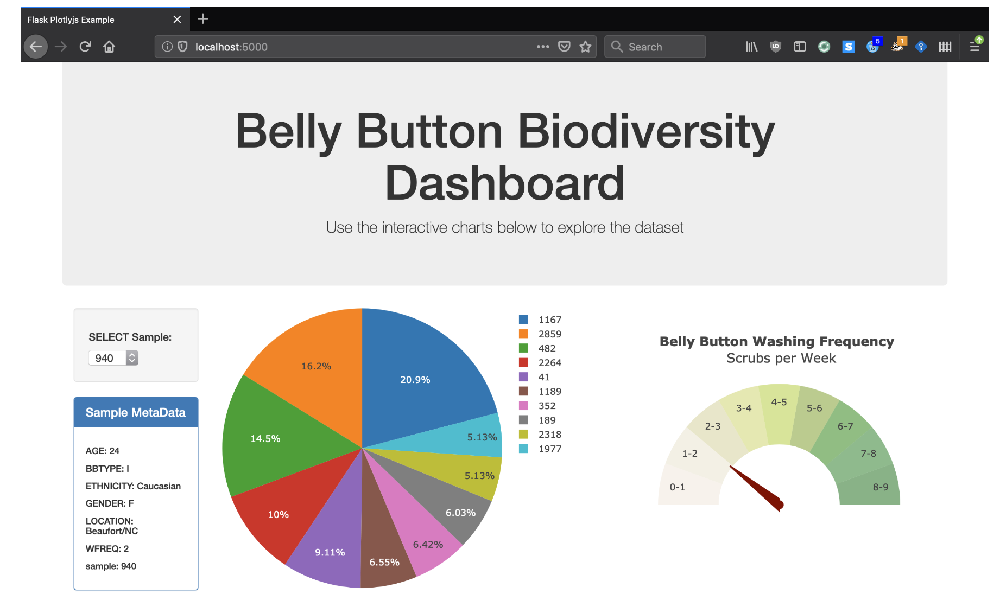 Flask Plotlyjs Example
localhost:5000
Search
5
1
Belly Button Biodiversity
Dashboard
Use the interactive charts below to explore the dataset
SELECT Sample:
940
Sample MetaData
AGE: 24
BBTYPE: I
ETHNICITY: Caucasian
GENDER: F
LOCATION:
Beaufort/NC
WFREQ: 2
sample: 940
20.9%
16.2%
14.5%
10%
9.11%
6.55%
6.42%
6.03%
5.13%
5.13%
1167
2859
482
2264
41
1189
352
189
2318
1977
Belly Button Washing Frequency
Scrubs per Week
0-1
1-2
2-3
3-4
4-5
5-6
6-7
7-8
8-9